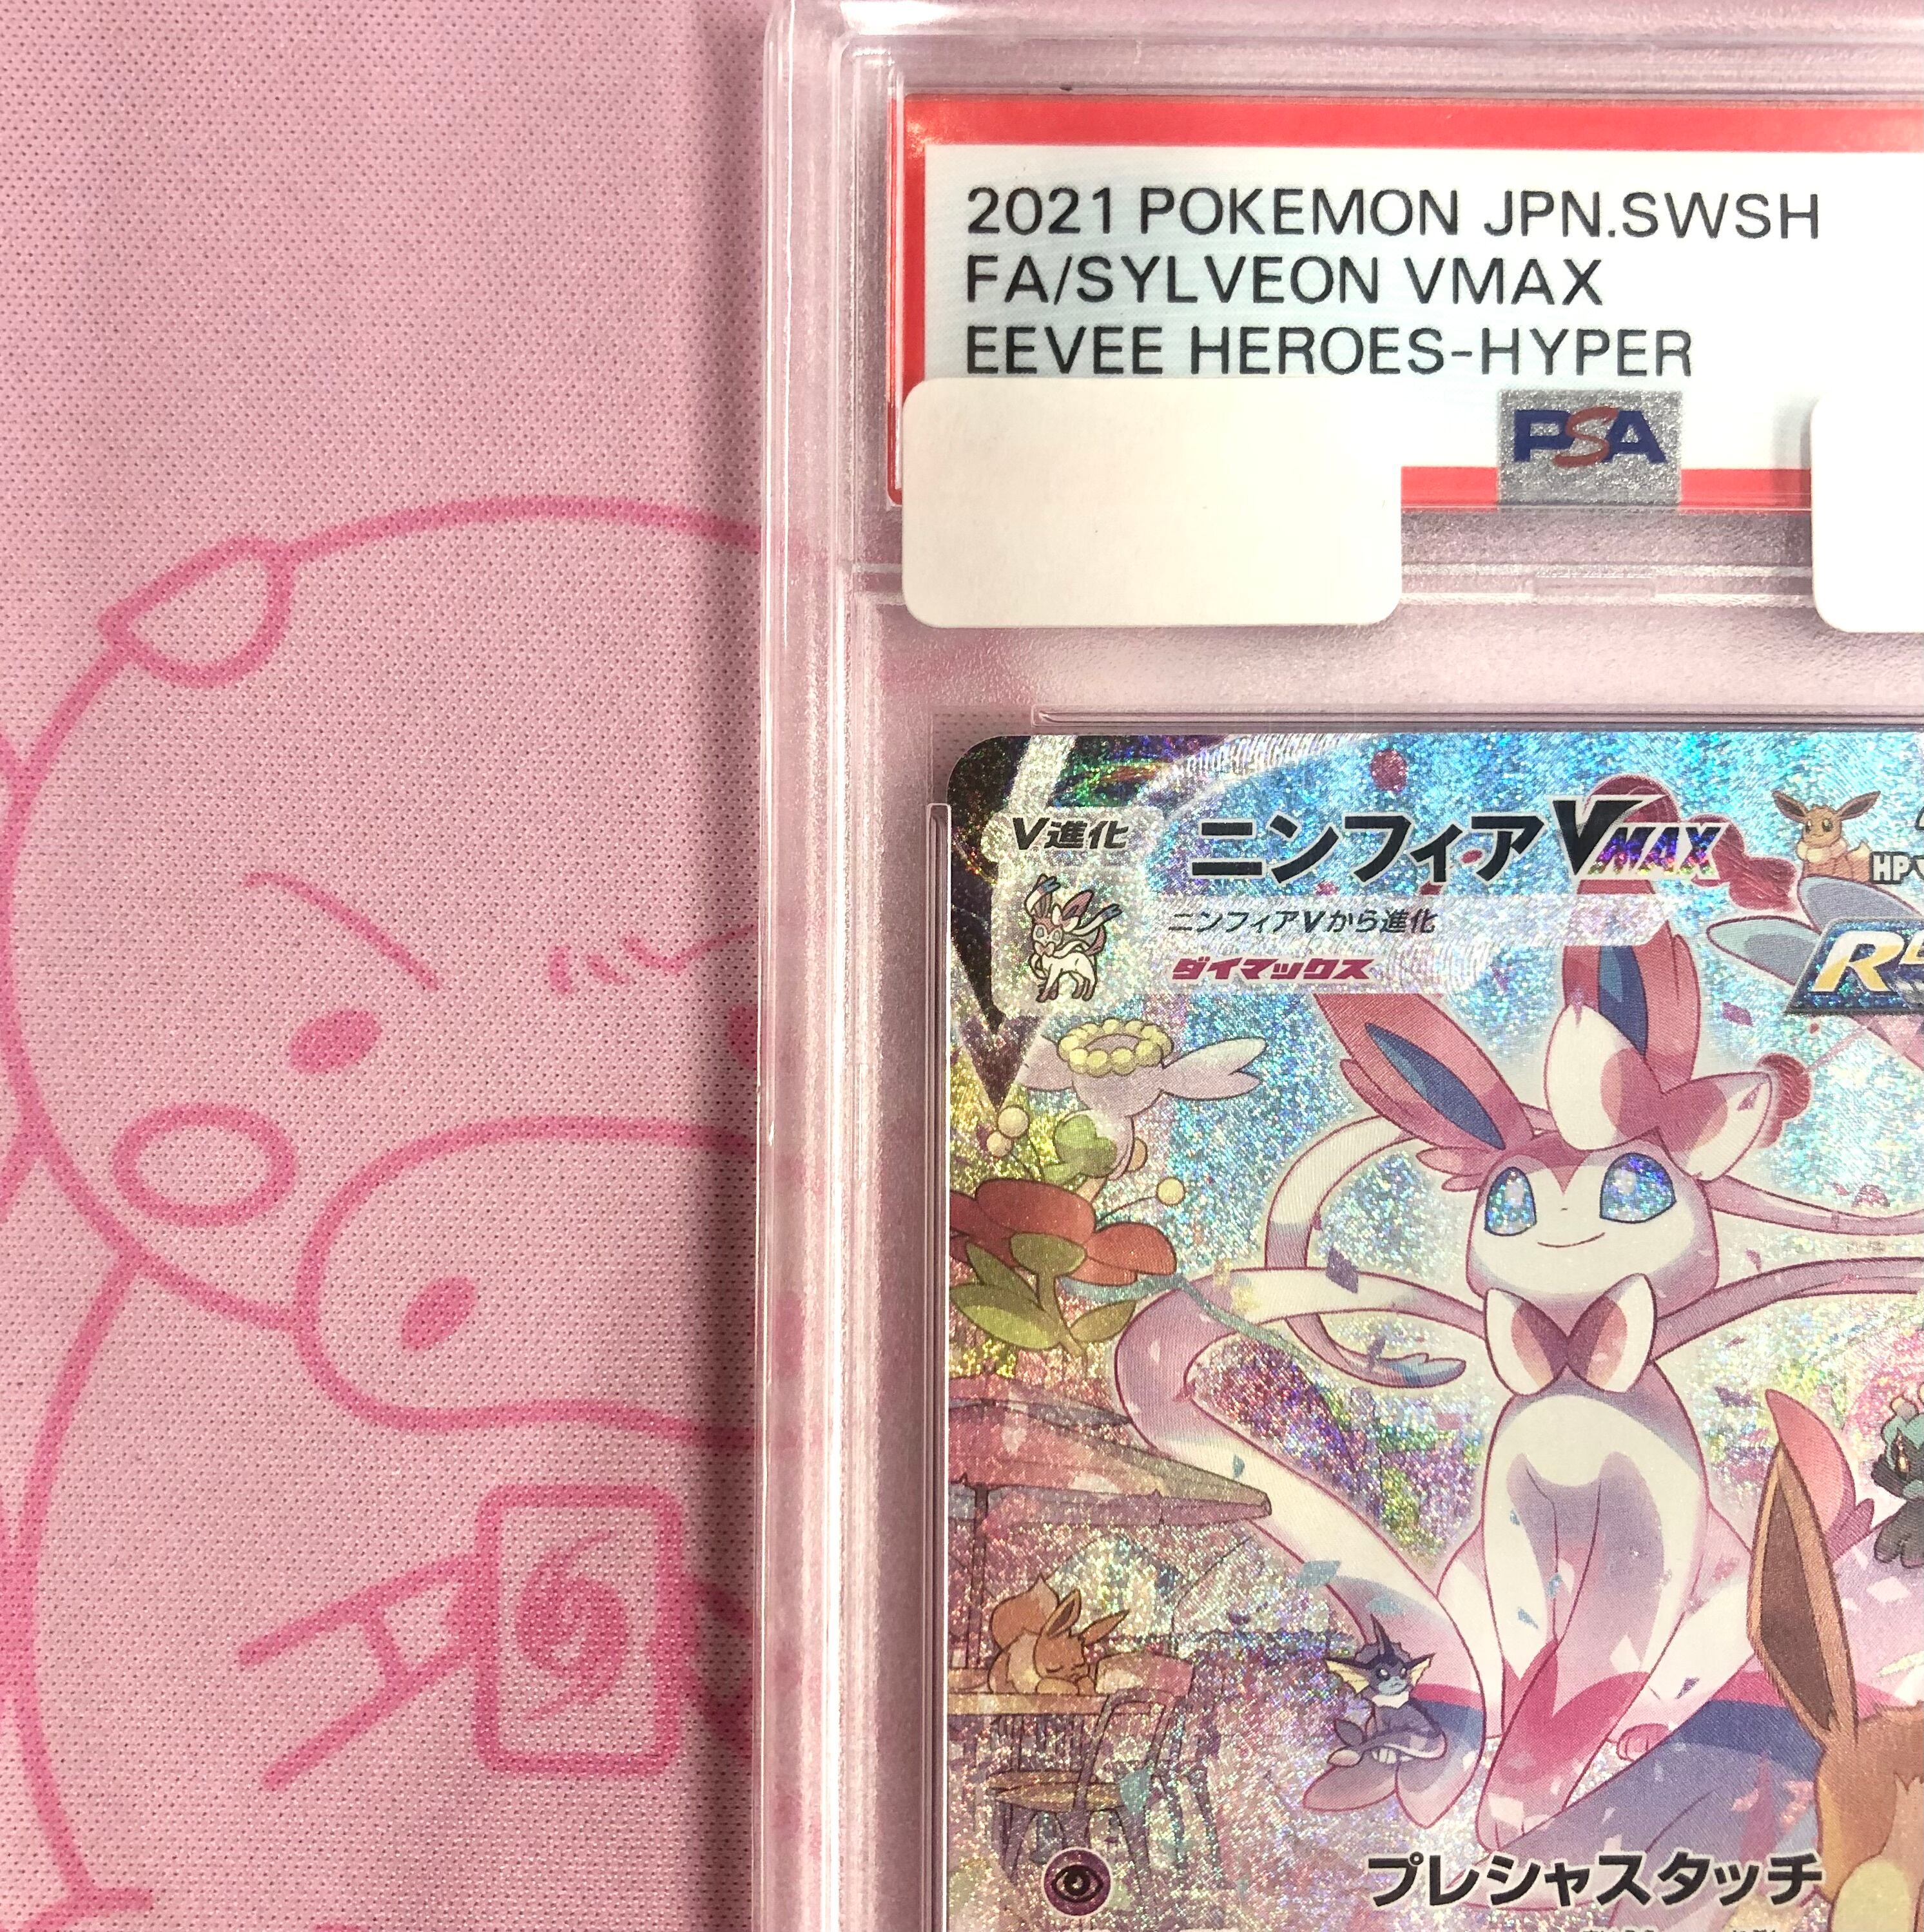 2021 POKEMON JPN.SWSH
FA/SYLVEON VMAX
EEVEE HEROES-HYPER
PSA
V進化
ニンフィアVMAX
HP
ニンフィアVから進化
ダイマックス
プレシャスタッチ